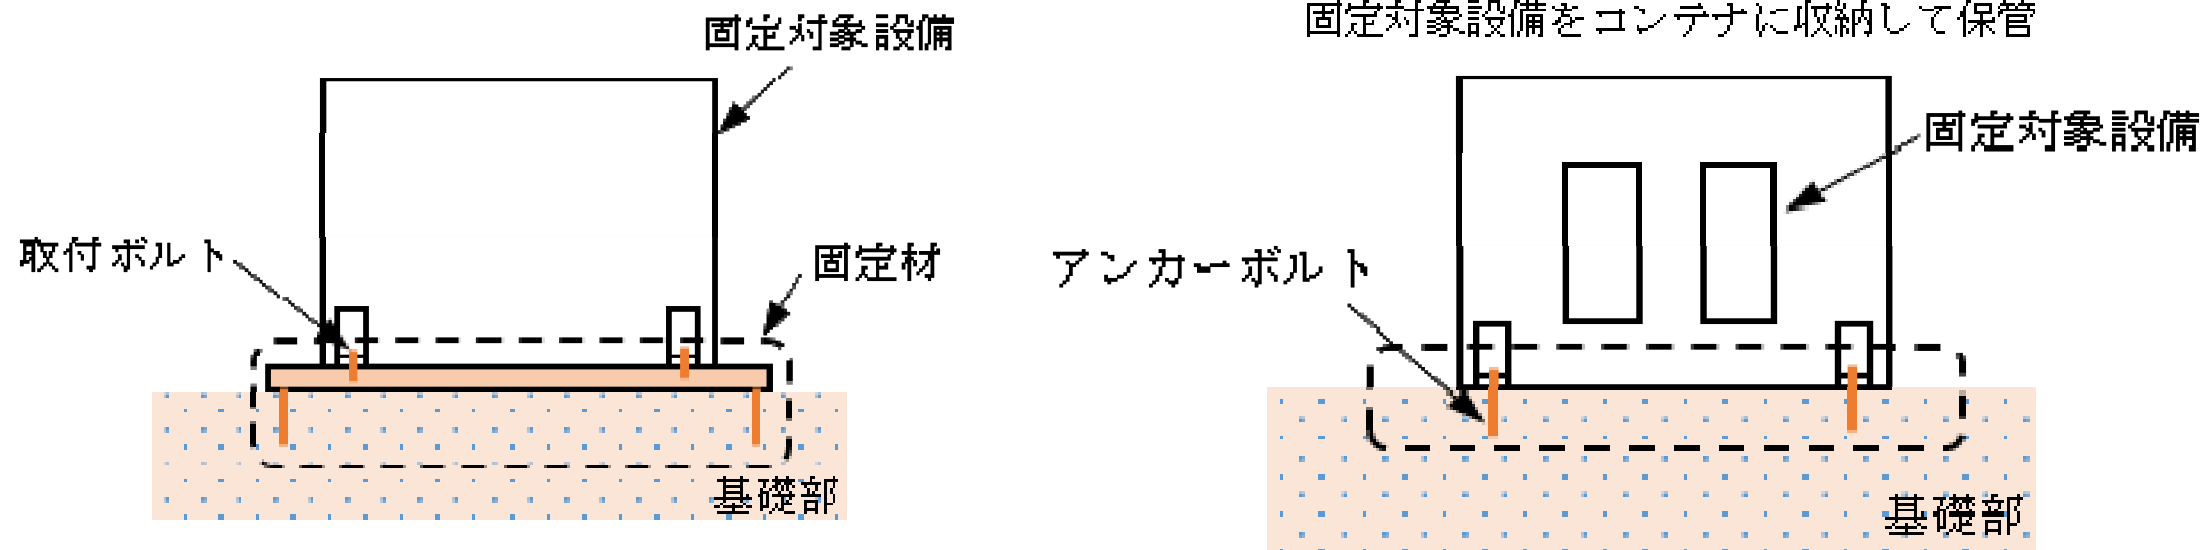 固定対象設備
取付ボルト
固定材
基礎部
固定対象設備をコンテナに収納して保管
固定対象設備
アンカーボルト
基礎部